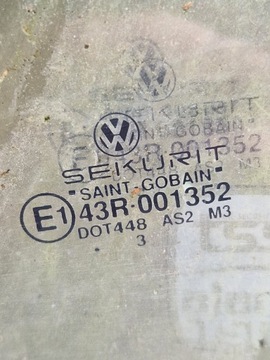 SEKURIT
"SAINT GOBAIN"
E1 43R-001352
DOT448 AS2 M3
3